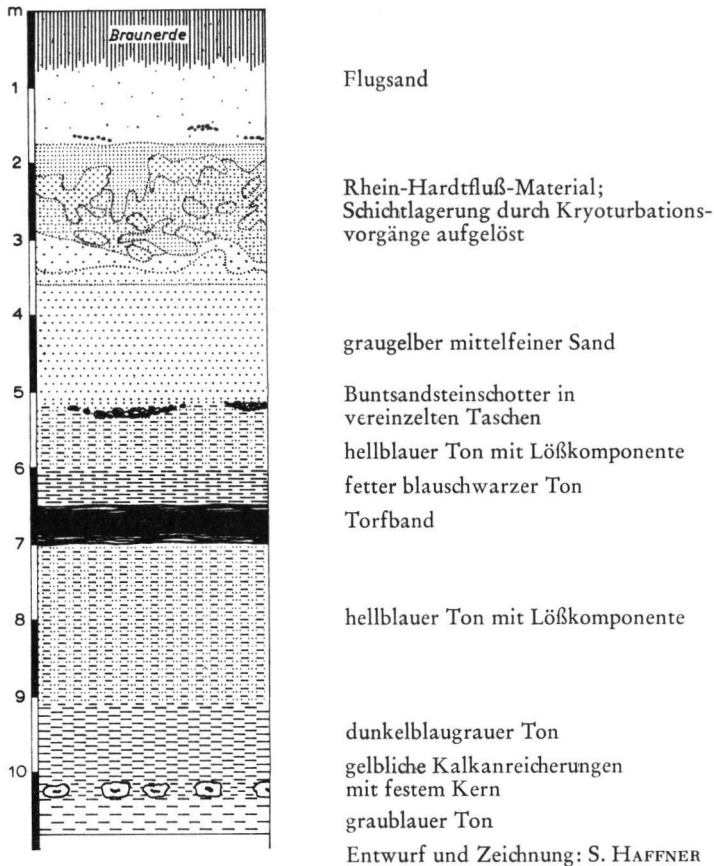 m
Braunerde
1
Flugsand
2
Rhein-Hardtfluß-Material;
Schichtlagerung durch Kryoturbations-
vorgänge aufgelöst
3
4
graugelber mittelfeiner Sand
5
Buntsandsteinschotter in
vereinzelten Taschen
hellblauer Ton mit Lößkomponente
6
fetter blauschwarzer Ton
Torfband
7
8
hellblauer Ton mit Lößkomponente
9
dunkelblaugrauer Ton
10
gelbliche Kalkanreicherungen
mit festem Kern
graublauer Ton
Entwurf und Zeichnung: S. HAFFNER